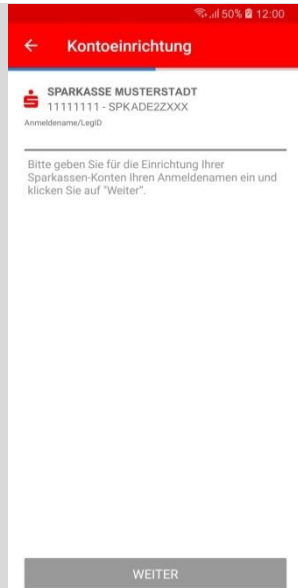 50% 12:00
Kontoeinrichtung
SPARKASSE MUSTERSTADT
11111111 - SPKADE2ZXXX
Anmeldename/LegID
Bitte geben Sie für die Einrichtung Ihrer
Sparkassen-Konten Ihren Anmeldenamen ein und
klicken Sie auf "Weiter".
WEITER